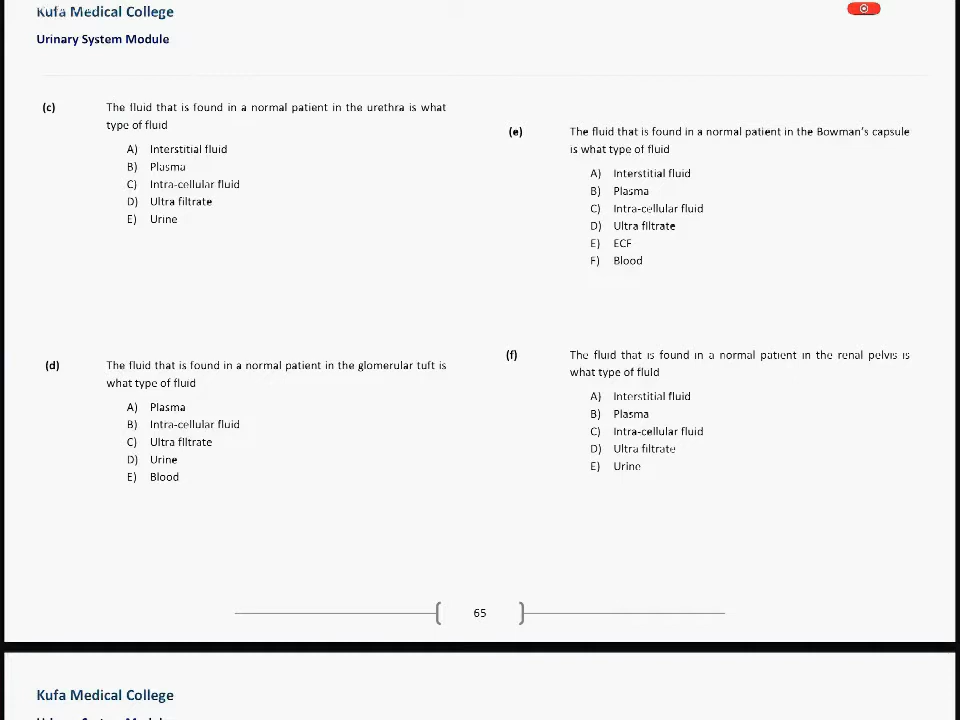 Kufa Medical College
Urinary System Module
(c) The fluid that is found in a normal patient in the urethra is what
type of fluid
A) Interstitial fluid
B) Plasma
C) Intra-cellular fluid
D) Ultra filtrate
E) Urine
(d) The fluid that is found in a normal patient in the glomerular tuft is
what type of fluid
A) Plasma
B) Intra-cellular fluid
C) Ultra filtrate
D) Urine
E) Blood
(e) The fluid that is found in a normal patient in the Bowman's capsule
is what type of fluid
A) Interstitial fluid
B) Plasma
C) Intra-cellular fluid
D) Ultra filtrate
E) ECF
F) Blood
(f) The fluid that is found in a normal patient in the renal pelvis is
what type of fluid
A) Interstitial fluid
B) Plasma
C) Intra-cellular fluid
D) Ultra filtrate
E) Urine
65
Kufa Medical College